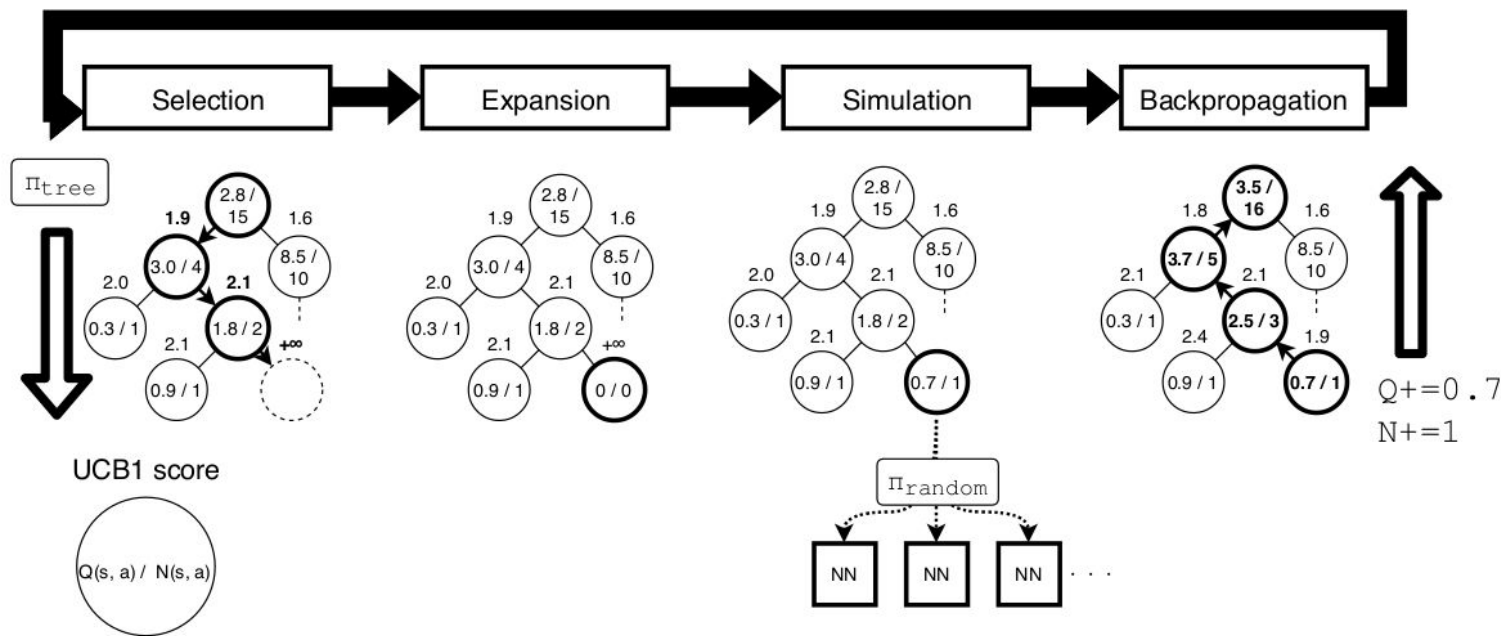 Selection
Expansion
Simulation
Backpropagation
πtree
2.8 /
15
1.9
1.6
3.0 / 4
8.5 /
10
2.0
2.1
0.3 / 1
1.8 / 2
2.1
+∞
0.9 / 1
UCB1 score
Q(s, a) / N(s, a)
2.8 /
15
1.9
1.6
3.0 / 4
8.5 /
10
2.0
2.1
0.3 / 1
1.8 / 2
2.1
+∞
0.9 / 1
0 / 0
2.8 /
15
1.9
1.6
3.0 / 4
8.5 /
10
2.0
2.1
0.3 / 1
1.8 / 2
2.1
0.9 / 1
0.7 / 1
πrandom
NN
NN
NN
. . .
3.5 /
16
1.8
1.6
3.7 / 5
8.5 /
10
2.1
2.1
0.3 / 1
2.5 / 3
2.4
1.9
0.9 / 1
0.7 / 1
Q+=0.7
N+=1